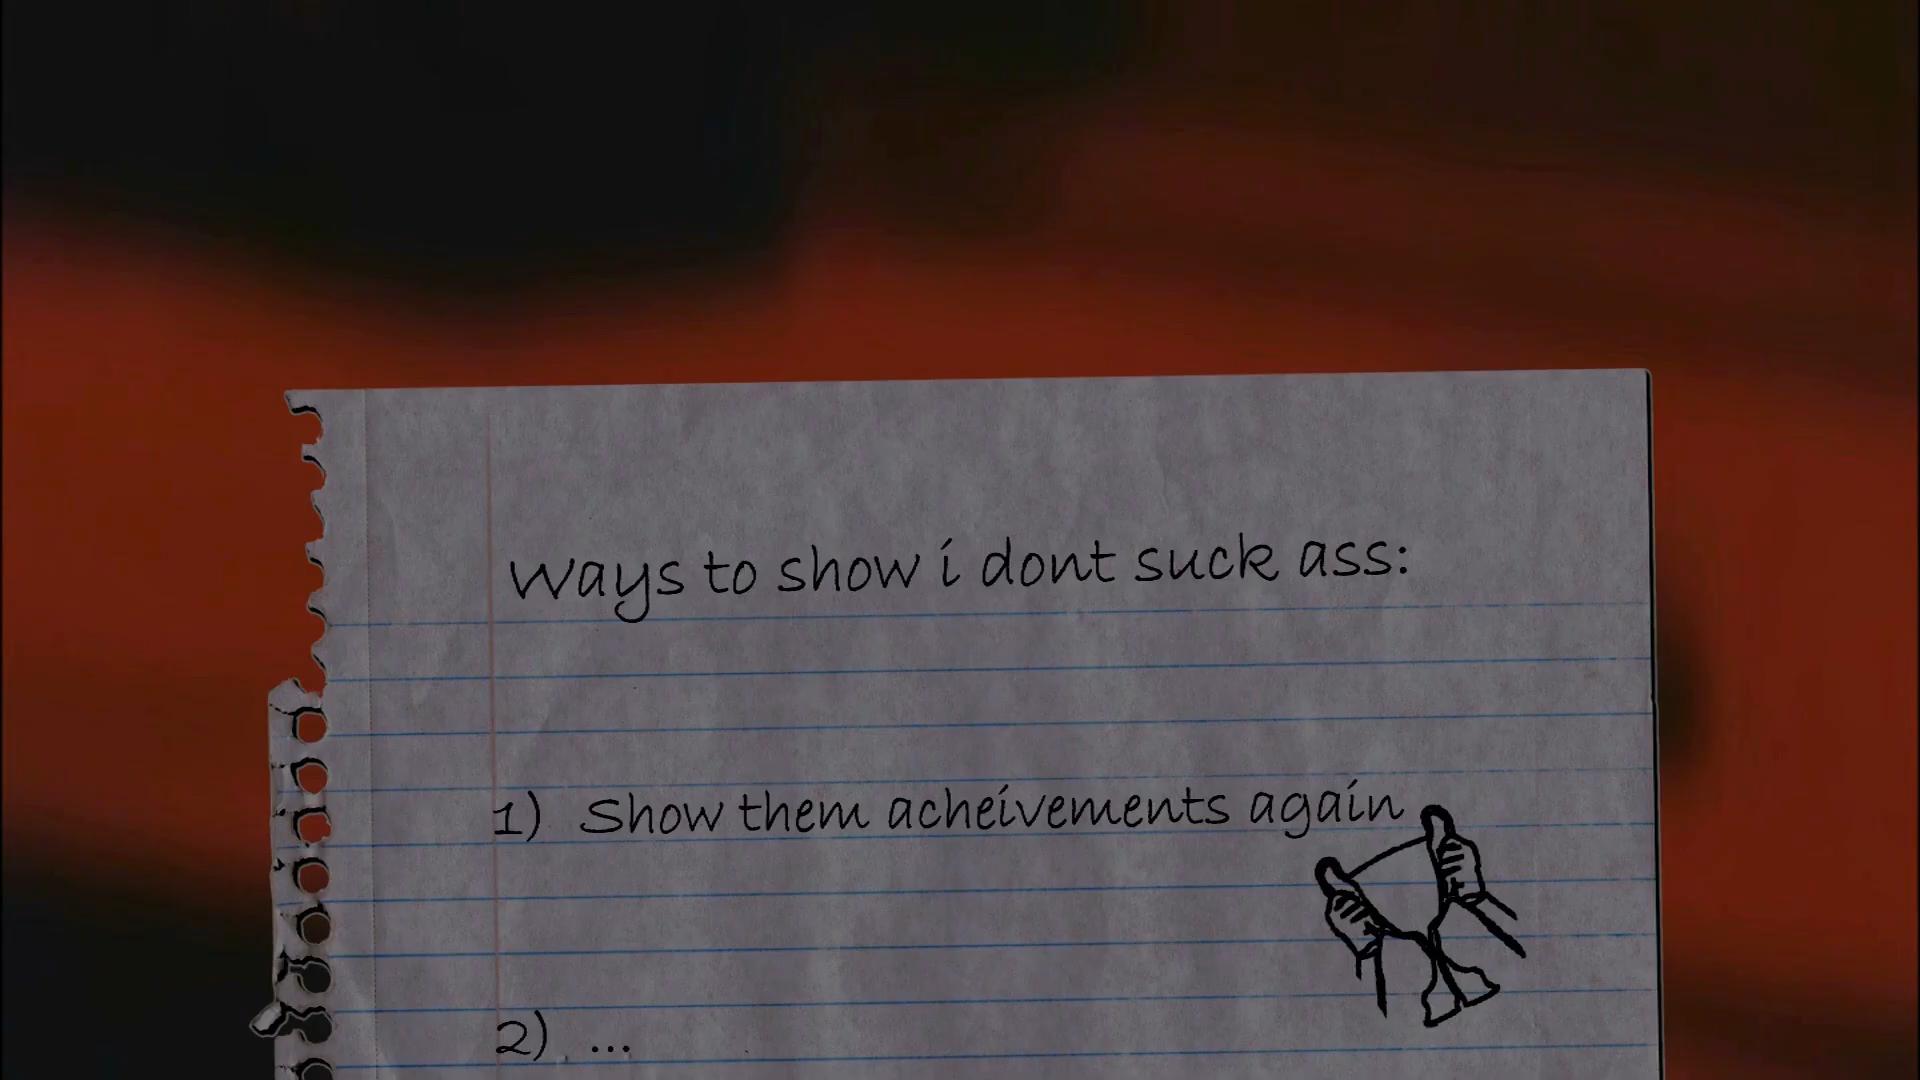 Ways to show i dont suck ass:
1) Show them acheivements again
2) ...